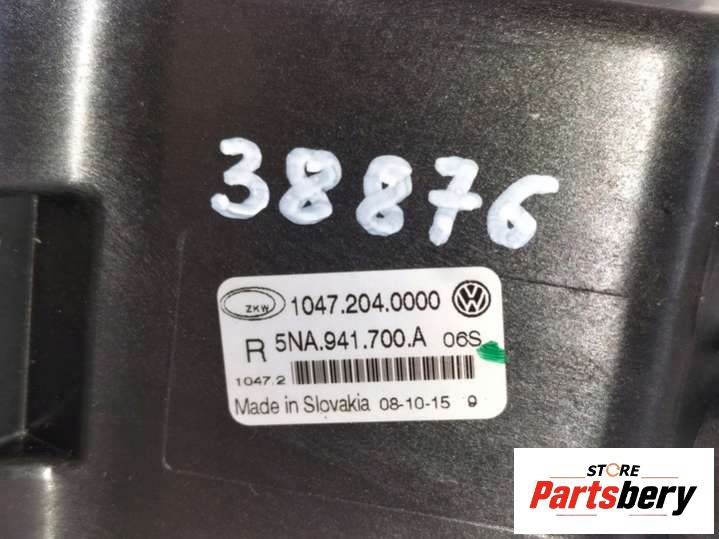 38876
ZKW 1047.204.0000 VW
R 5NA.941.700.A 06S
1047.2
Made in Slovakia 08-10-15 9
STORE
Partsbery